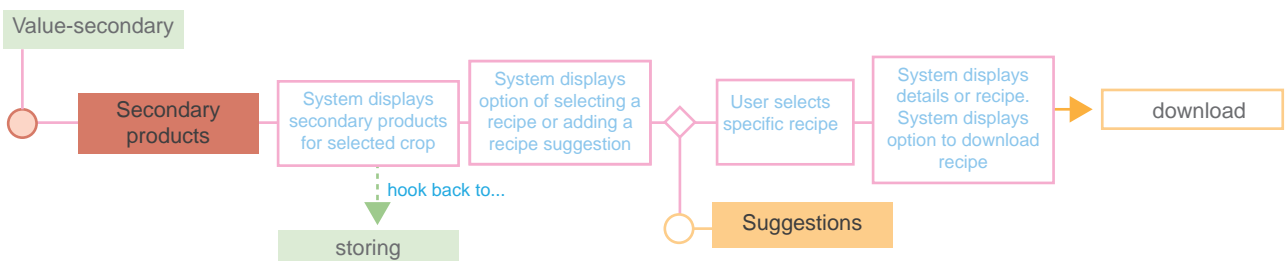 Value-secondary
Secondary
products
System displays
secondary products
for selected crop
System displays
option of selecting a
recipe or adding a
recipe suggestion
User selects
specific recipe
System displays
details or recipe.
System displays
option to download
recipe
download
hook back to...
storing
Suggestions